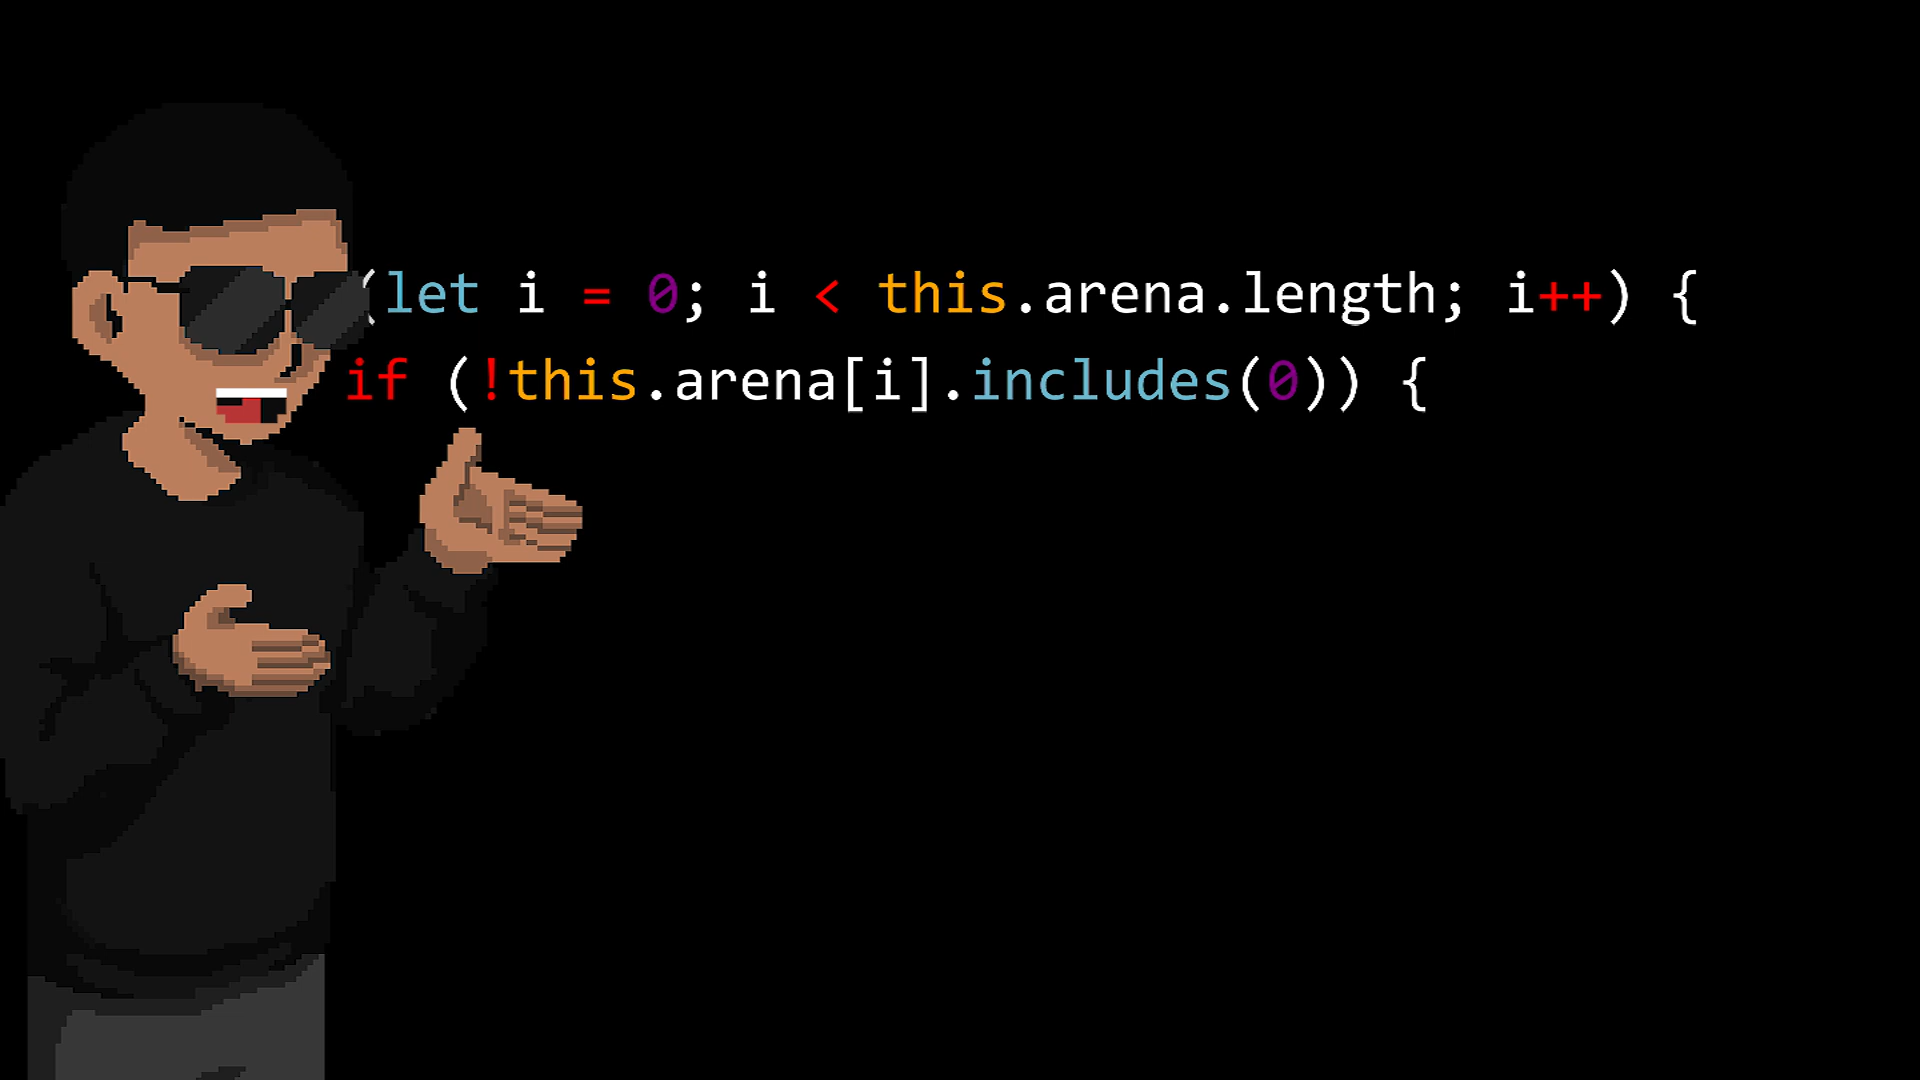 (let i = 0; i < this.arena.length; i++) {
if (!this.arena[i].includes(0)) {